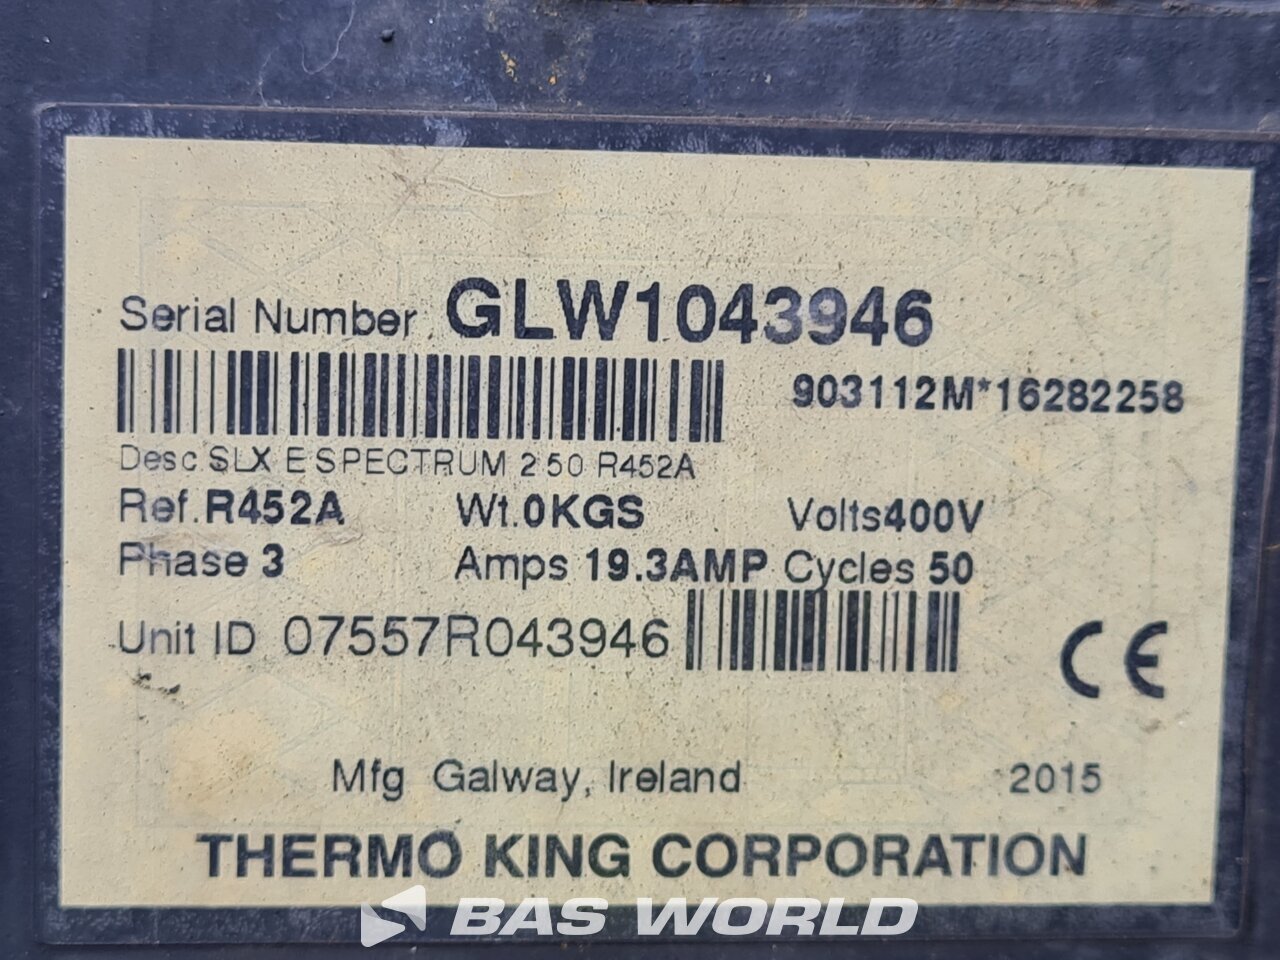 Serial Number GLW1043946
903112M*16282258
Desc SLX E SPECTRUM 2 50 R452A
Ref.R452A Wt.0KGS Volts400V
Phase 3 Amps 19.3AMP Cycles 50
Unit ID 07557R043946
CE
Mfg Galway, Ireland 2015
THERMO KING CORPORATION
BAS WORLD